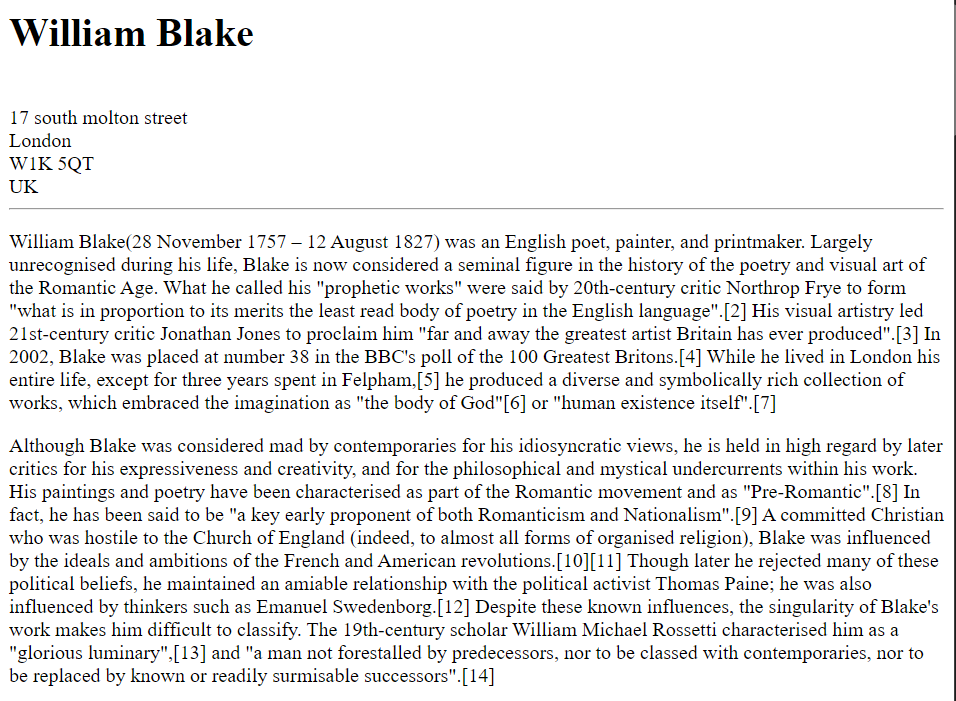 William Blake
17 south molton street
London
W1K 5QT
UK
William Blake(28 November 1757 – 12 August 1827) was an English poet, painter, and printmaker. Largely
unrecognised during his life, Blake is now considered a seminal figure in the history of the poetry and visual art of
the Romantic Age. What he called his "prophetic works" were said by 20th-century critic Northrop Frye to form
"what is in proportion to its merits the least read body of poetry in the English language".[2] His visual artistry led
21st-century critic Jonathan Jones to proclaim him "far and away the greatest artist Britain has ever produced".[3] In
2002, Blake was placed at number 38 in the BBC's poll of the 100 Greatest Britons.[4] While he lived in London his
entire life, except for three years spent in Felpham,[5] he produced a diverse and symbolically rich collection of
works, which embraced the imagination as "the body of God"[6] or "human existence itself".[7]
Although Blake was considered mad by contemporaries for his idiosyncratic views, he is held in high regard by later
critics for his expressiveness and creativity, and for the philosophical and mystical undercurrents within his work.
His paintings and poetry have been characterised as part of the Romantic movement and as "Pre-Romantic".[8] In
fact, he has been said to be "a key early proponent of both Romanticism and Nationalism".[9] A committed Christian
who was hostile to the Church of England (indeed, to almost all forms of organised religion), Blake was influenced
by the ideals and ambitions of the French and American revolutions.[10][11] Though later he rejected many of these
political beliefs, he maintained an amiable relationship with the political activist Thomas Paine; he was also
influenced by thinkers such as Emanuel Swedenborg.[12] Despite these known influences, the singularity of Blake's
work makes him difficult to classify. The 19th-century scholar William Michael Rossetti characterised him as a
"glorious luminary",[13] and "a man not forestalled by predecessors, nor to be classed with contemporaries, nor to
be replaced by known or readily surmisable successors".[14]